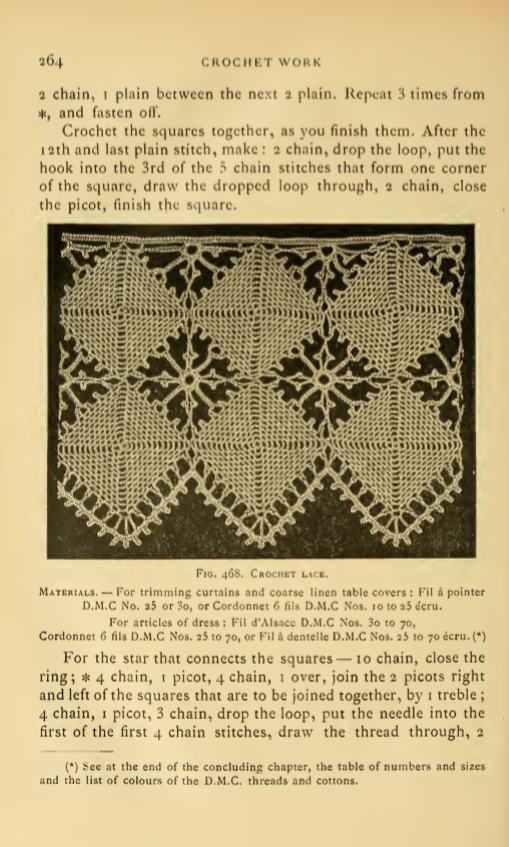 264 CROCHET WORK
2 chain, 1 plain between the next 2 plain. Repeat 3 times from
*, and fasten off.
Crochet the squares together, as you finish them. After the
12th and last plain stitch, make : 2 chain, drop the loop, put the
hook into the 3rd of the 5 chain stitches that form one corner
of the square, draw the dropped loop through, 2 chain, close
the picot, finish the square.
Fig. 468. Crochet lace.
Materials. — For trimming curtains and coarse linen table covers : Fil à pointer
D.M.C No. 25 or 30, or Cordonnet 6 fils D.M.C Nos. 10 to 25 écru.
For articles of dress : Fil d'Alsace D.M.C Nos. 30 to 70,
Cordonnet 6 fils D.M.C Nos. 25 to 70, or Fil à dentelle D.M.C Nos. 25 to 70 écru. (*)
For the star that connects the squares — 10 chain, close the
ring ; * 4 chain, 1 picot, 4 chain, 1 over, join the 2 picots right
and left of the squares that are to be joined together, by 1 treble ;
4 chain, 1 picot, 3 chain, drop the loop, put the needle into the
first of the first 4 chain stitches, draw the thread through, 2
(*) See at the end of the concluding chapter, the table of numbers and sizes
and the list of colours of the D.M.C. threads and cottons.